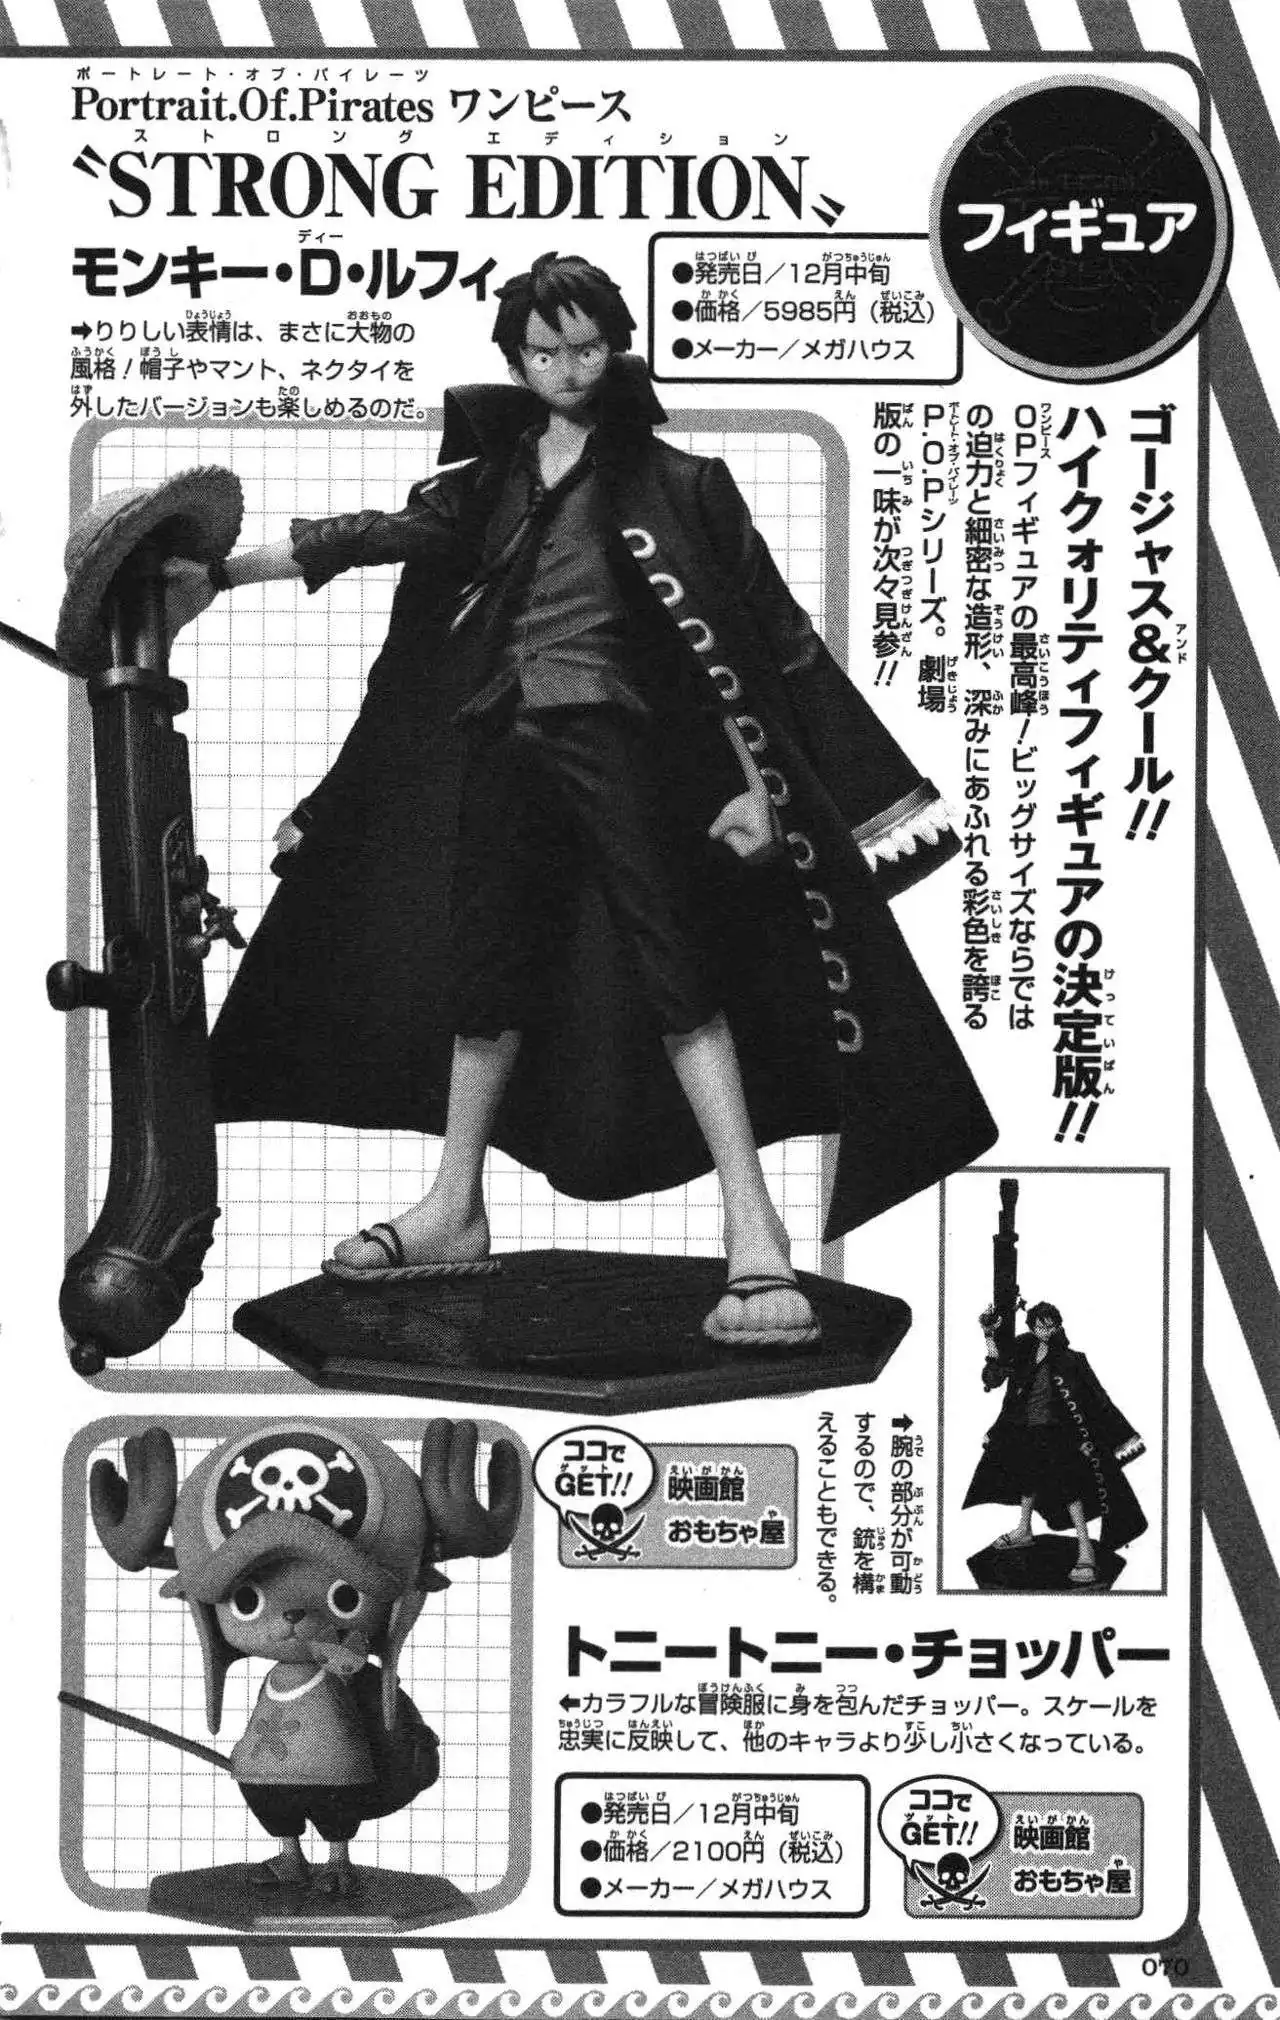 ポートレート・オブ・パイレーツ
Portrait.Of.Pirates ワンピース
ストロング エディション
〝STRONG EDITION〟
フィギュア
ディー
モンキー・D・ルフィ
➡りりしい表情は、まさに大物の
風格！帽子やマント、ネクタイを
外したバージョンも楽しめるのだ。
●発売日／12月中旬
●価格／5985円（税込）
●メーカー／メガハウス
ゴージャス&クール!!
ハイクォリティフィギュアの決定版!!
OPフィギュアの最高峰！ビッグサイズならでは
の迫力と細密な造形、深みにあふれる彩色を誇る
P.O.Pシリーズ。劇場
版の一味が次々見参!!
➡腕の部分が可動
するので、銃を構
えることもできる。
ココで
GET!!
映画館
おもちゃ屋
トニートニー・チョッパー
⬅カラフルな冒険服に身を包んだチョッパー。スケールを
忠実に反映して、他のキャラより少し小さくなっている。
●発売日／12月中旬
●価格／2100円（税込）
●メーカー／メガハウス
ココで
GET!!
映画館
おもちゃ屋
070